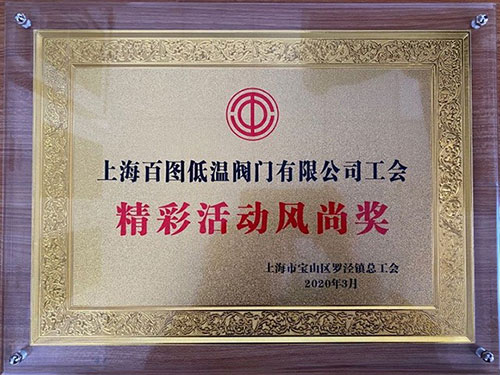 上海百图低温阀门有限公司工会
精彩活动风尚奖
上海市宝山区罗泾镇总工会
2020年3月